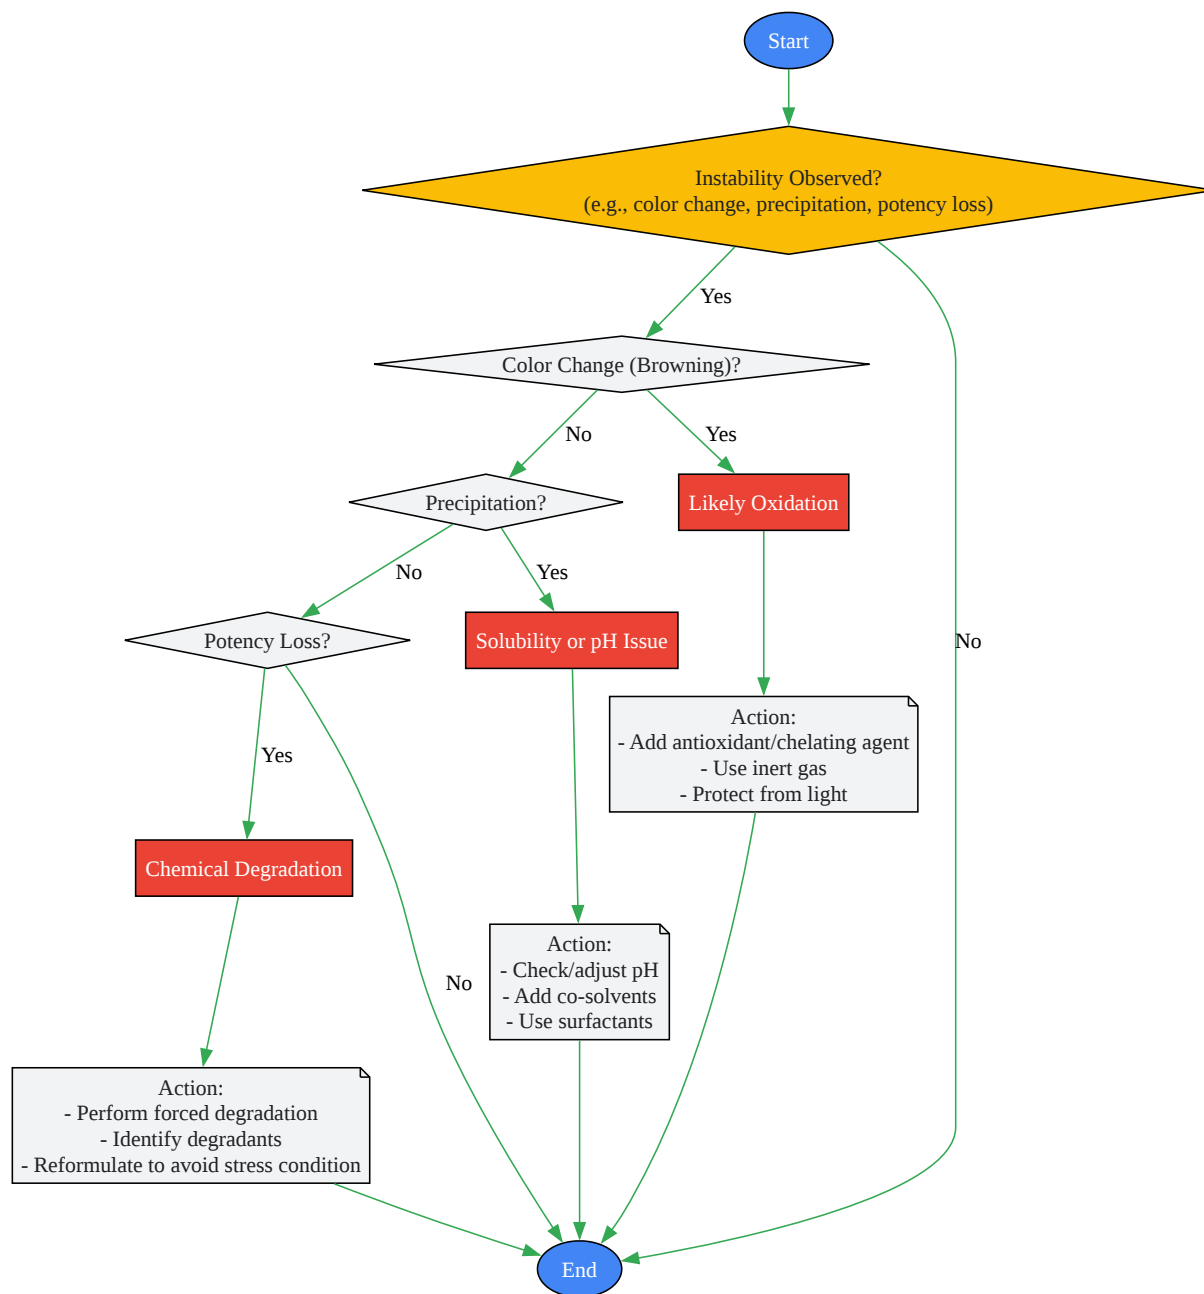 Start
Instability Observed?
(e.g., color change, precipitation, potency loss)
Yes
Color Change (Browning)?
No
Yes
Precipitation?
Likely Oxidation
No
Yes
Potency Loss?
Solubility or pH Issue
No
Action:
- Add antioxidant/chelating agent
- Use inert gas
- Protect from light
Yes
Chemical Degradation
Action:
- Check/adjust pH
- Add co-solvents
- Use surfactants
No
Action:
- Perform forced degradation
- Identify degradants
- Reformulate to avoid stress condition
End